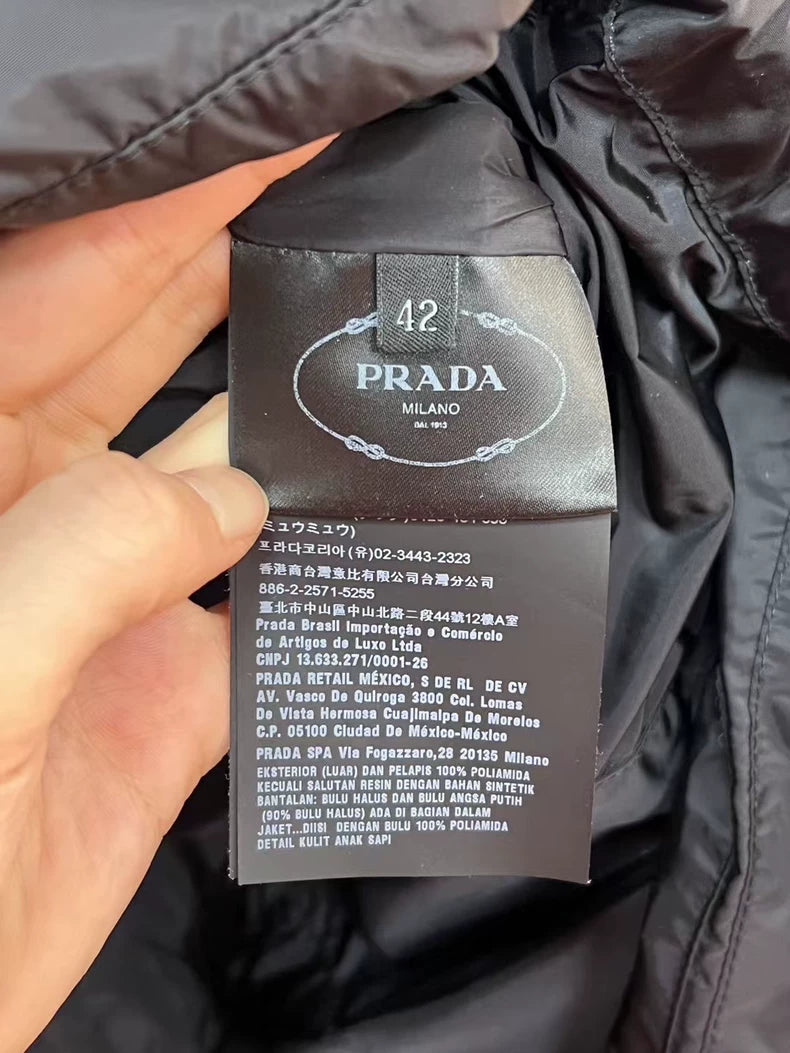 42
PRADA
MILANO
DAL 1913
ミュウミュウ)
프라다코리아(유)02-3443-2323
香港商台灣意比有限公司台灣分公司
886-2-2571-5255
臺北市中山區中山北路二段44號12樓A室
Prada Brasil Importação e Comércio
de Artigos de Luxo Ltda
CNPJ 13.633.271/0001-26
PRADA RETAIL MÉXICO, S DE RL DE CV
AV. Vasco De Quiroga 3800 Col. Lomas
De Vista Hermosa Cuajimalpa De Morelos
C.P. 05100 Ciudad De México-México
PRADA SPA Via Fogazzaro,28 20135 Milano
EKSTERIOR (LUAR) DAN PELAPIS 100% POLIAMIDA
KECUALI SALUTAN RESIN DENGAN BAHAN SINTETIK
BANTALAN: BULU HALUS DAN BULU ANGSA PUTIH
(90% BULU HALUS) ADA DI BAGIAN DALAM
JAKET...DIISI DENGAN BULU 100% POLIAMIDA
DETAIL KULIT ANAK SAPI